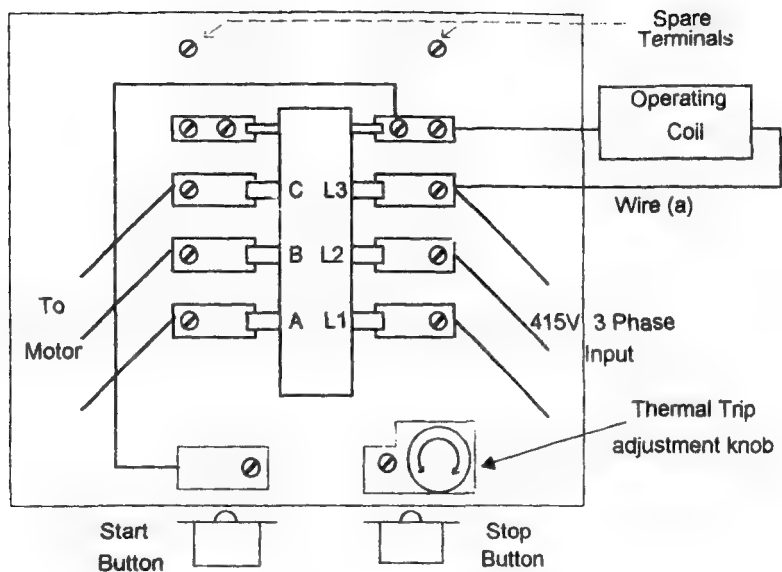 Spare
Terminals
Operating
Coil
C L3
Wire (a)
B L2
To
Motor
A L1
415V 3 Phase
Input
Thermal Trip
adjustment knob
Start
Button
Stop
Button